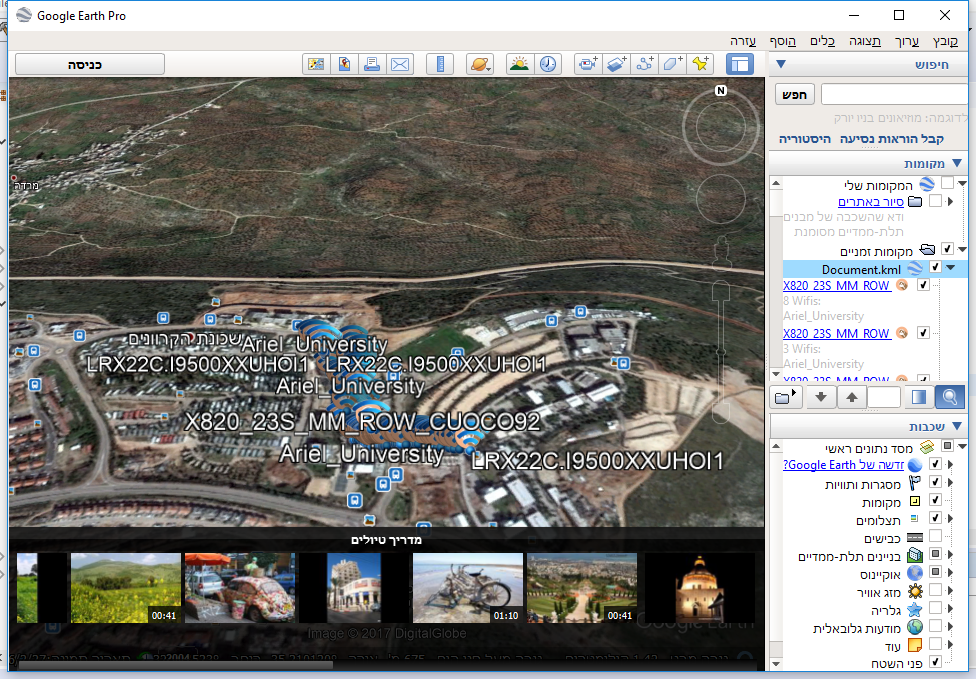 Google Earth Pro
קובץ ערוך תצוגה כלים הוסף עזרה
כניסה
חיפוש
חפש
לדוגמה: מוזיאונים בניו יורק
קבל הוראות נסיעה היסטוריה
מקומות
המקומות שלי
סיור באתרים
ודא שהשכבה של מבנים
תלת-ממדיים מסומנת
מקומות זמניים
Document.kml
X820_23S_MM_ROW_
8 Wifis:
Ariel_University
X820_23S_MM_ROW_
3 Wifis:
Ariel_University
X820_23S_MM_ROW_
שכבות
מסד נתונים ראשי
חדשה של Google Earth?
מסגרות ותוויות
מקומות
תצלומים
כבישים
בניינים תלת-ממדיים
אוקיינוס
מזג אוויר
גלריה
מודעות גלובאלית
עוד
פני השטח
N
מרדה
שכונת הקרוונים
Ariel_University
LRX22C.I9500XXUHOI1
LRX22C.I9500XXUHOI1
Ariel_University
X820_23S_MM_ROW_CUOCO92
Ariel_University
LRX22C.I9500XXUHOI1
מדריך טיולים
00:41
01:10
00:41
Image © 2017 DigitalGlobe
Google Earth